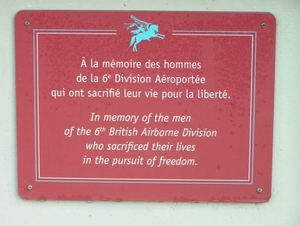 À la mémoire des hommes
de la 6e Division Aéroportée
qui ont sacrifié leur vie pour la liberté.
In memory of the men
of the 6th British Airborne Division
who sacrificed their lives
in the pursuit of freedom.